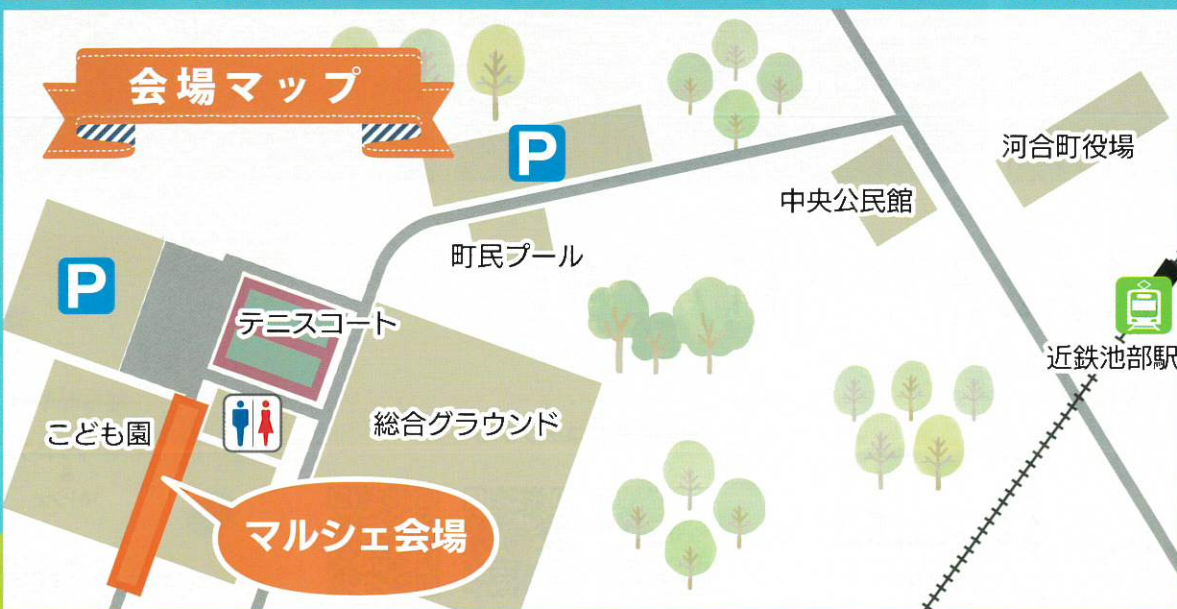 会場マップ
P
河合町役場
中央公民館
町民プール
P
テニスコート
近鉄池部駅
こども園
総合グラウンド
マルシェ会場